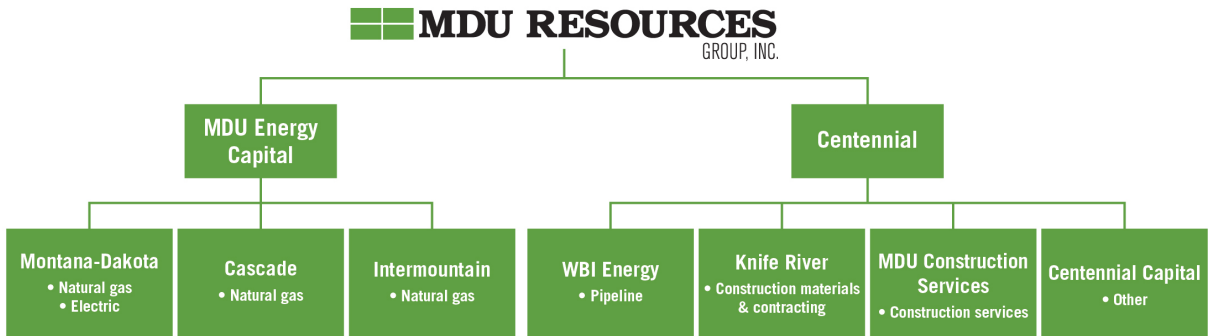 MDU RESOURCES
GROUP, INC.
MDU Energy
Capital
Centennial
Montana-Dakota
• Natural gas
• Electric
Cascade
• Natural gas
Intermountain
• Natural gas
WBI Energy
• Pipeline
Knife River
• Construction materials
& contracting
MDU Construction
Services
• Construction services
Centennial Capital
• Other